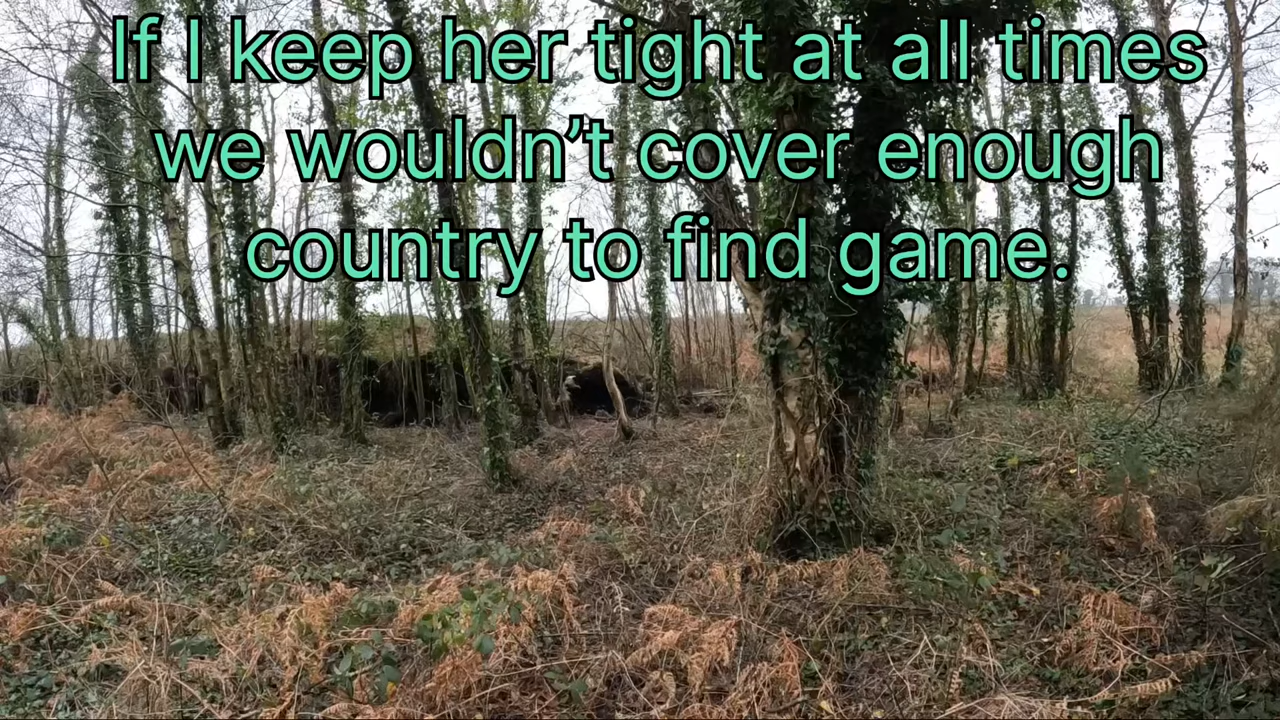 If I keep her tight at all times
we wouldn’t cover enough
country to find game.